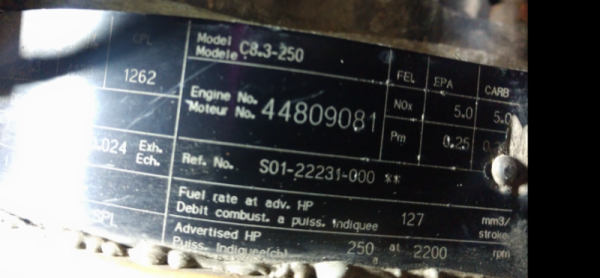 CPL
1262
Model
Modele C8.3-250
Engine No.
Moteur No. 44809081
FEL EPA CARB
NOx 5.0 5.0
Pm 0.25
0.024 Exh.
Ech.
Ref. No. S01-22231-000 **
Fuel rate at adv. HP
Debit combust. a puiss. indiquee 127 mm3/
stroke
Advertised HP
Puiss. Indiquee(ch) 250 at 2200 rpm
a